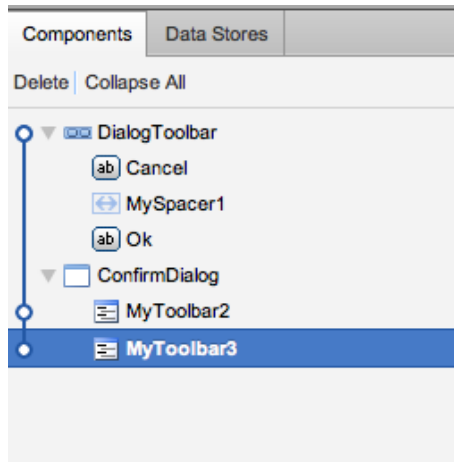 Components Data Stores
Delete Collapse All
DialogToolbar
ab Cancel
MySpacer1
ab Ok
ConfirmDialog
MyToolbar2
MyToolbar3